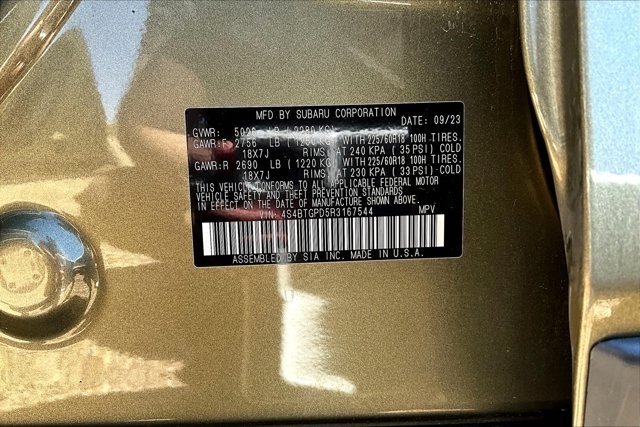 MFD BY SUBARU CORPORATION
DATE: 09/23
GVWR: LB ( 2280 KG)
GAWR:F 2756 LB ( KG) WITH 225/60R18 100H TIRES.
18X7J RIMS, AT 240 KPA ( 35 PSI) COLD
GAWR:R 2690 LB ( 1220 KG) WITH 225/60R18 100H TIRES.
18X7J RIMS, AT 230 KPA ( 33 PSI) COLD
THIS VEHICLE CONFORMS TO ALL APPLICABLE FEDERAL MOTOR
VEHICLE SAFETY AND THEFT PREVENTION STANDARDS
IN EFFECT ON THE DATE OF MANUFACTURE SHOWN ABOVE.
VIN: 4S4BTGPD5R3167544 MPV
ASSEMBLED BY SIA INC. MADE IN U.S.A.